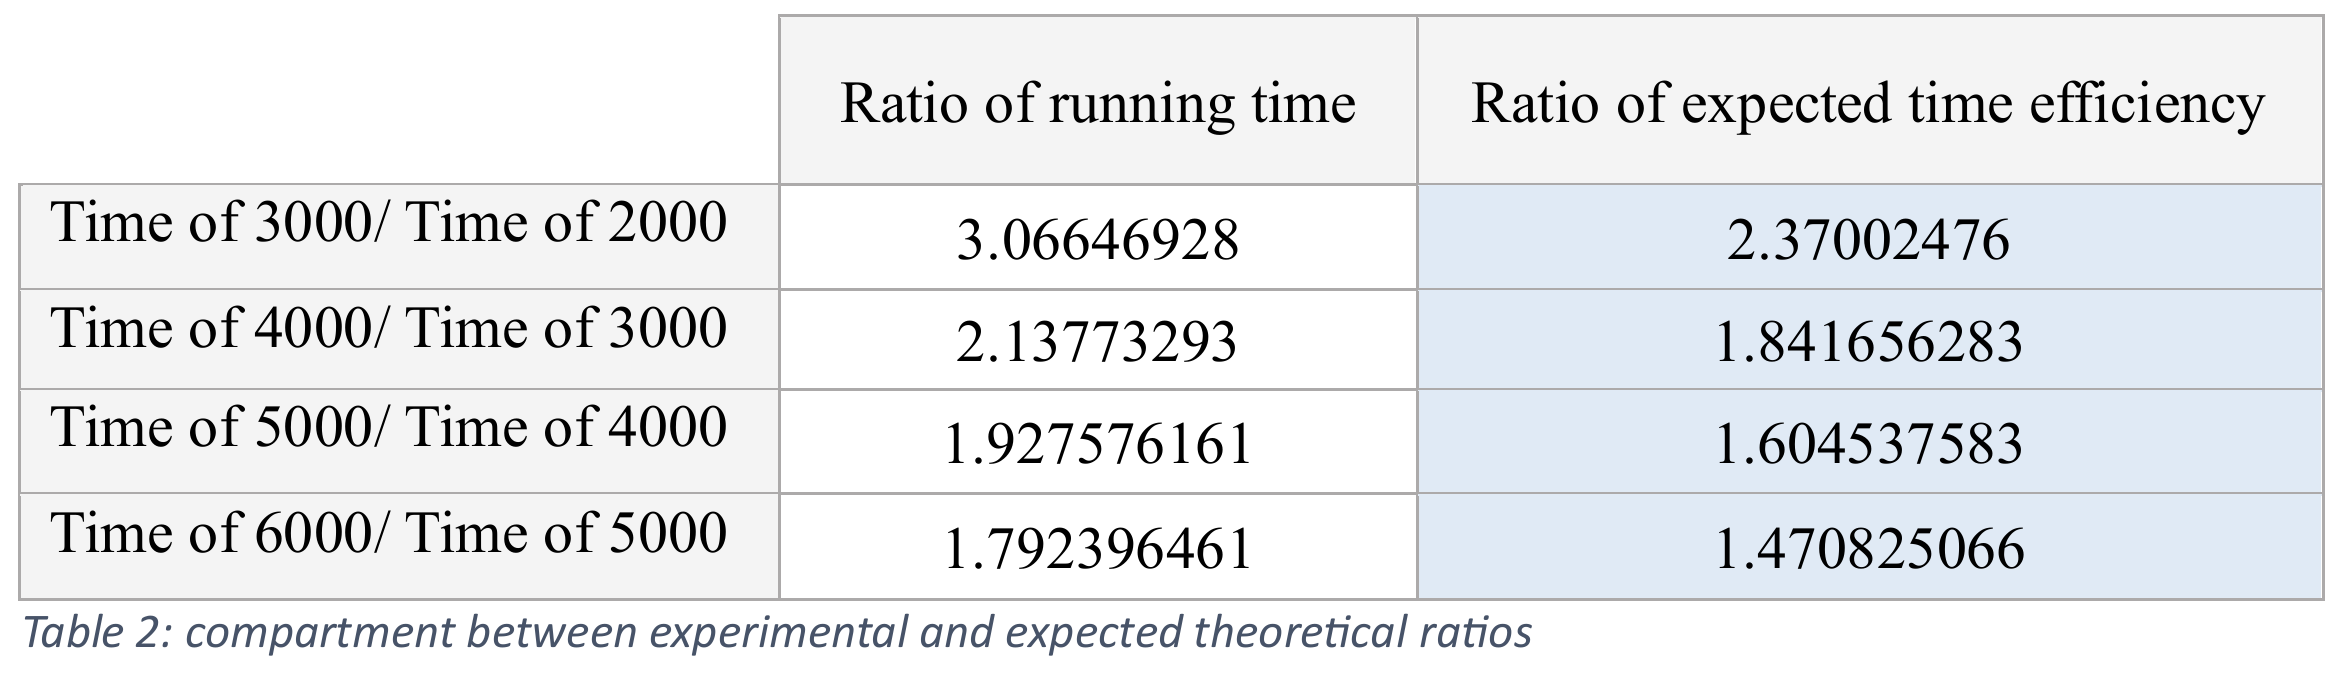 Ratio of running time Ratio of expected time efficiency
Time of 3000/ Time of 2000 3.06646928 2.37002476
Time of 4000/ Time of 3000 2.13773293 1.841656283
Time of 5000/ Time of 4000 1.927576161 1.604537583
Time of 6000/ Time of 5000 1.792396461 1.470825066
Table 2: compartment between experimental and expected theoretical ratios